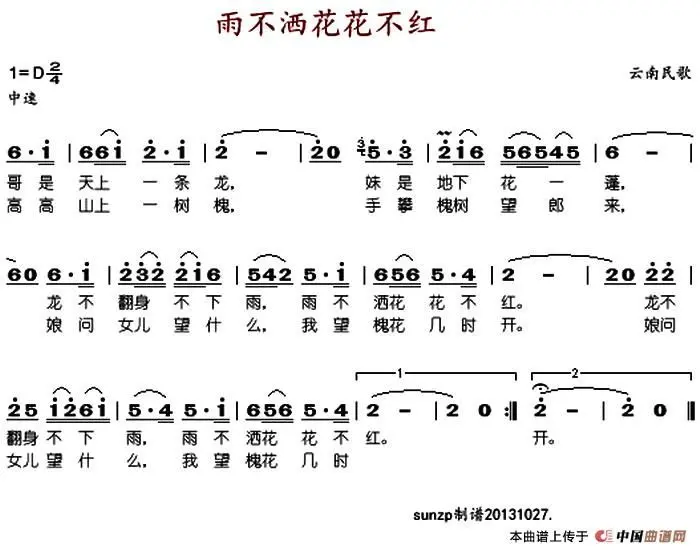 雨不洒花花不红
1=D 2/4
云南民歌
中速
6·i | 66i 2·i | 2 - | 20 3 5·3 | 2i6 56545 | 6 - |
哥是天上一条龙, 妹是地下花一蓬,
高高山上一树槐, 手攀槐树望郎来,
60 6·i | 232 2i6 | 542 5·i | 656 5·4 | 2 - | 20 22 |
龙不翻身不下雨, 雨不洒花花不红。 龙不
娘问女儿望什么, 我望槐花几时开。 娘问
1 2
25 i26i | 5·4 5·i | 656 5·4 | 2 - | 2 0 :‖ 2 - | 2 0 ‖
翻身不下雨, 雨不洒花花不红。 开。
女儿望什么, 我望槐花几时
sunzp制谱20131027.
本曲谱上传于 中国曲谱网